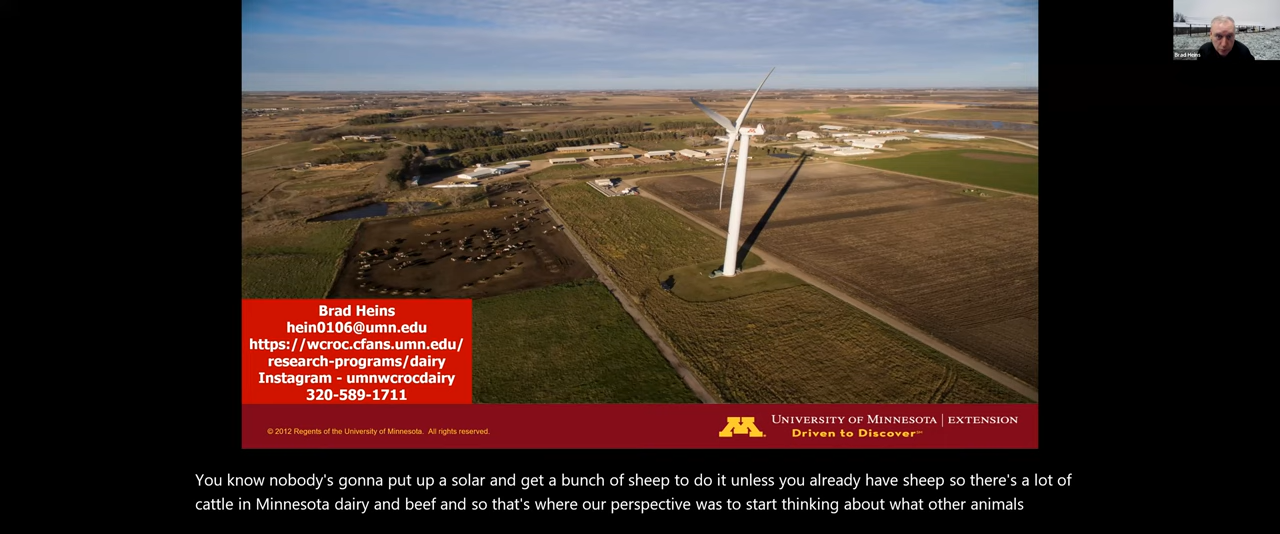 Brad Heins
Brad Heins
hein0106@umn.edu
https://wcroc.cfans.umn.edu/
research-programs/dairy
Instagram - umnwcrocdairy
320-589-1711
© 2012 Regents of the University of Minnesota. All rights reserved.
UNIVERSITY OF MINNESOTA | EXTENSION
Driven to Discover℠
You know nobody's gonna put up a solar and get a bunch of sheep to do it unless you already have sheep so there's a lot of
cattle in Minnesota dairy and beef and so that's where our perspective was to start thinking about what other animals